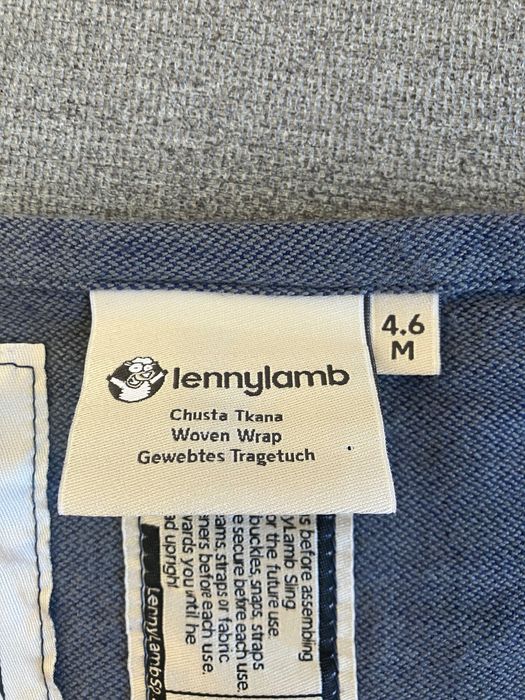 lennylamb
Chusta Tkana
Woven Wrap
Gewebtes Tragetuch
4.6
M
s before assembling
yLamb Sling.
or the future use.
buckles, snaps, straps
e secure before each use.
ams, straps or fabric
ners before each use.
wards you until he
ad upright